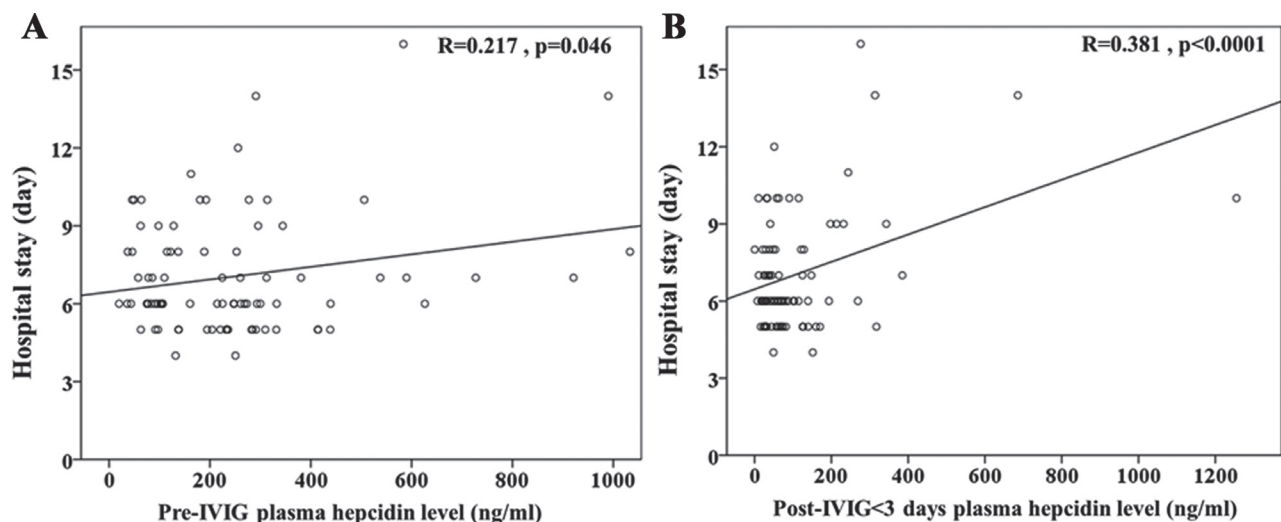 A
R=0.217 , p=0.046
Hospital stay (day)
15
12
9
6
3
0
0 200 400 600 800 1000
Pre-IVIG plasma hepcidin level (ng/ml)
B
R=0.381 , p<0.0001
Hospital stay (day)
15
12
9
6
3
0
0 200 400 600 800 1000 1200
Post-IVIG<3 days plasma hepcidin level (ng/ml)